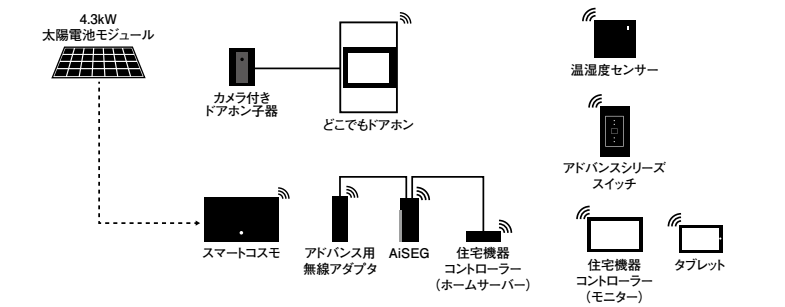 4.3kW
太陽電池モジュール
カメラ付き
ドアホン子器
どこでもドアホン
温湿度センサー
アドバンスシリーズ
スイッチ
スマートコスモ
アドバンス用
無線アダプタ
AiSEG
住宅機器
コントローラー
（ホームサーバー）
住宅機器
コントローラー
（モニター）
タブレット